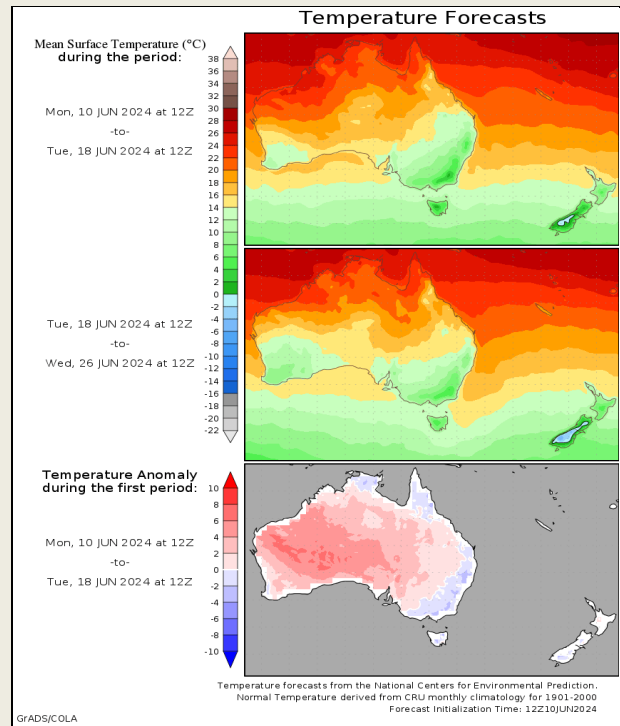 Temperature Forecasts
Mean Surface Temperature (°C)
during the period:
Mon, 10 JUN 2024 at 12Z
-to-
Tue, 18 JUN 2024 at 12Z
38
36
34
32
30
28
26
24
22
20
18
16
14
12
10
8
6
4
2
0
-2
-4
-6
-8
-10
-12
-14
-16
-18
-20
-22
Tue, 18 JUN 2024 at 12Z
-to-
Wed, 26 JUN 2024 at 12Z
Temperature Anomaly
during the first period:
Mon, 10 JUN 2024 at 12Z
-to-
Tue, 18 JUN 2024 at 12Z
10
8
6
4
2
0
-2
-4
-6
-8
-10
Temperature forecasts from the National Centers for Environmental Prediction.
Normal Temperature derived from CRU monthly climatology for 1901-2000
Forecast Initialization Time: 12Z10JUN2024
GrADS/COLA